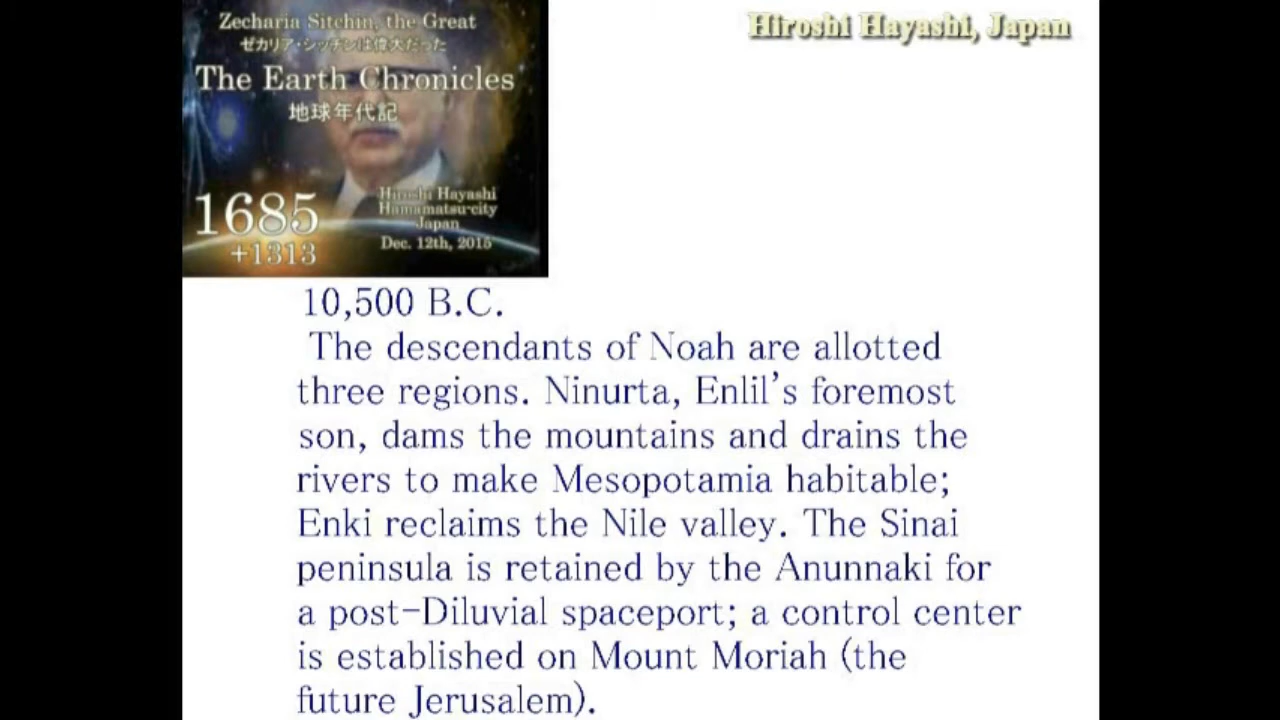 Zecharia Sitchin, the Great
ゼカリア・シッチンは偉大だった
The Earth Chronicles
地球年代記
1685
+1313
Hiroshi Hayashi
Hamamatsu-city
Japan
Dec. 12th, 2015
Hiroshi Hayashi, Japan
10,500 B.C.
The descendants of Noah are allotted
three regions. Ninurta, Enlil’s foremost
son, dams the mountains and drains the
rivers to make Mesopotamia habitable;
Enki reclaims the Nile valley. The Sinai
peninsula is retained by the Anunnaki for
a post-Diluvial spaceport; a control center
is established on Mount Moriah (the
future Jerusalem).